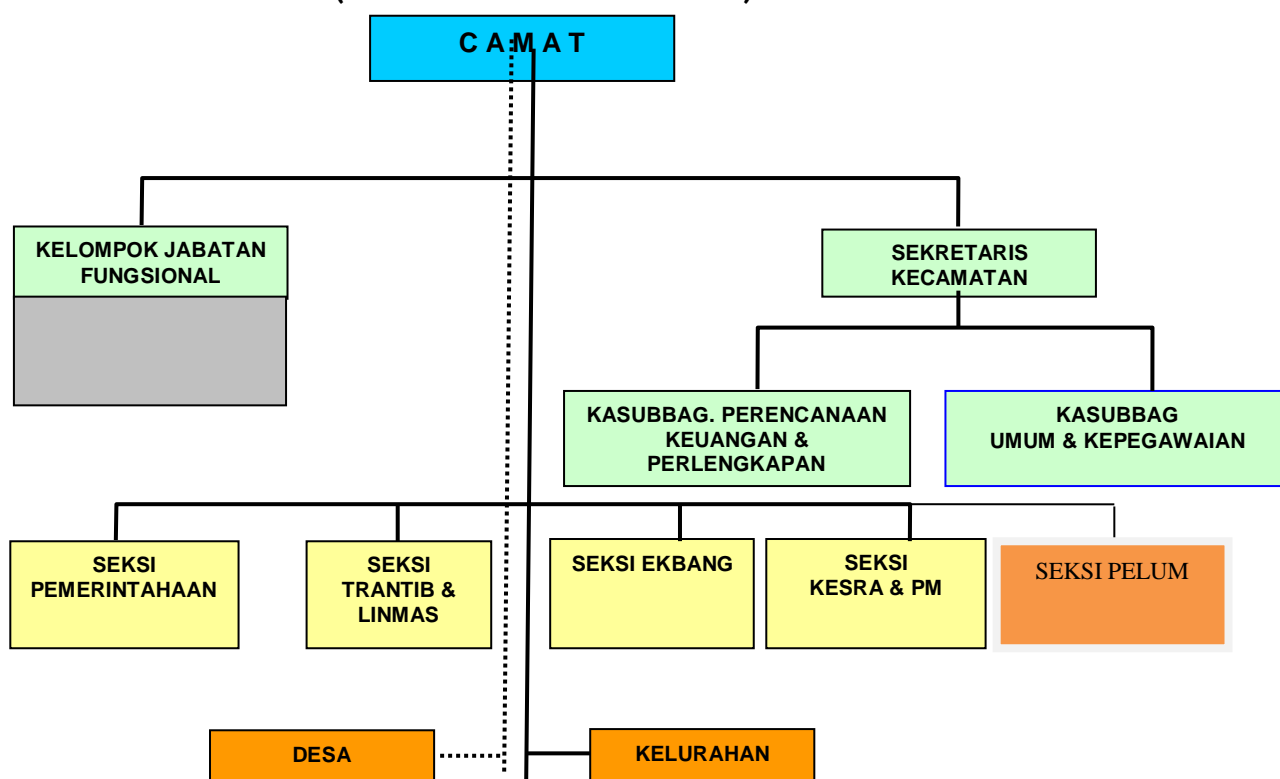 C A M A T
KELOMPOK JABATAN
FUNGSIONAL
SEKRETARIS
KECAMATAN
KASUBBAG. PERENCANAAN
KEUANGAN &
PERLENGKAPAN
KASUBBAG
UMUM & KEPEGAWAIAN
SEKSI
PEMERINTAHAAN
SEKSI
TRANTIB &
LINMAS
SEKSI EKBANG
SEKSI
KESRA & PM
SEKSI PELUM
DESA
KELURAHAN